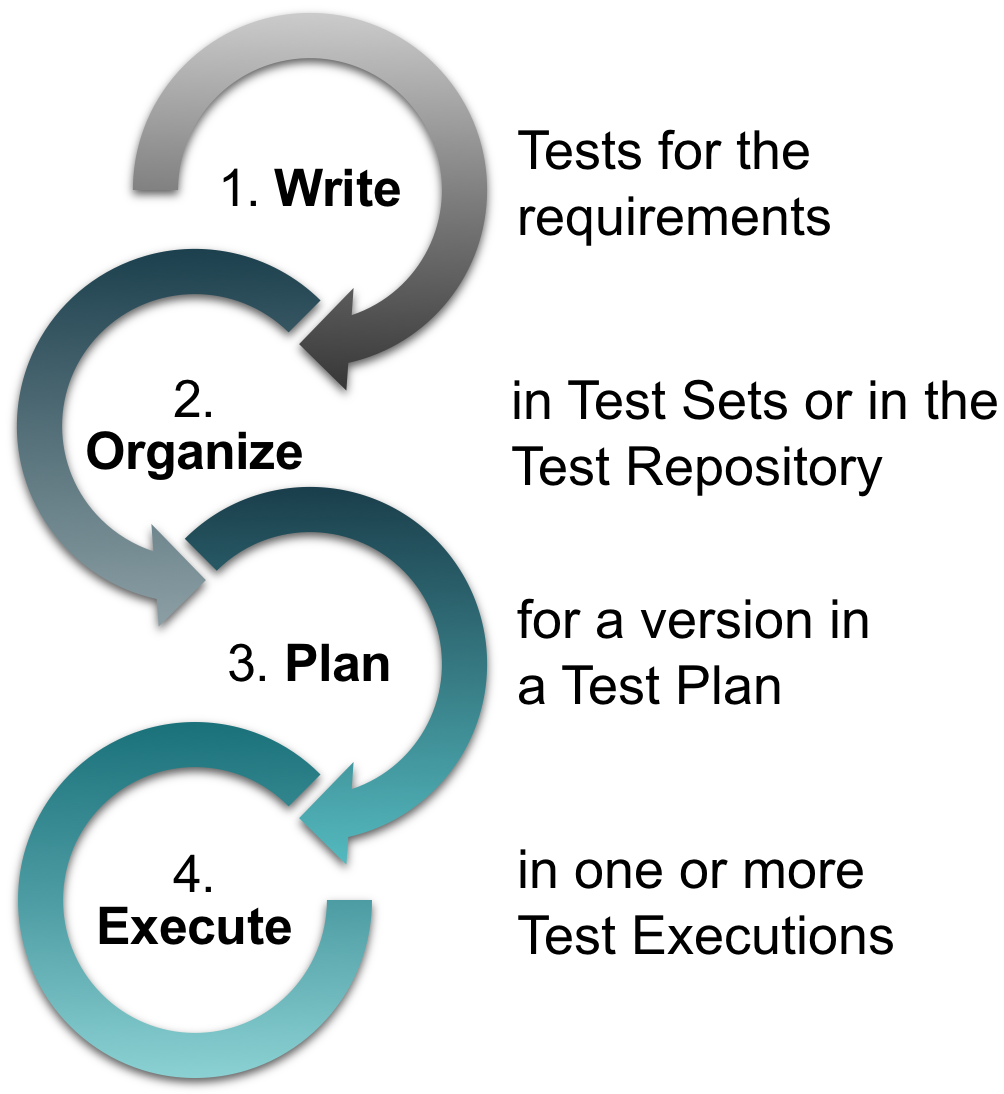 1. Write
Tests for the
requirements
2.
Organize
in Test Sets or in the
Test Repository
3. Plan
for a version in
a Test Plan
4.
Execute
in one or more
Test Executions